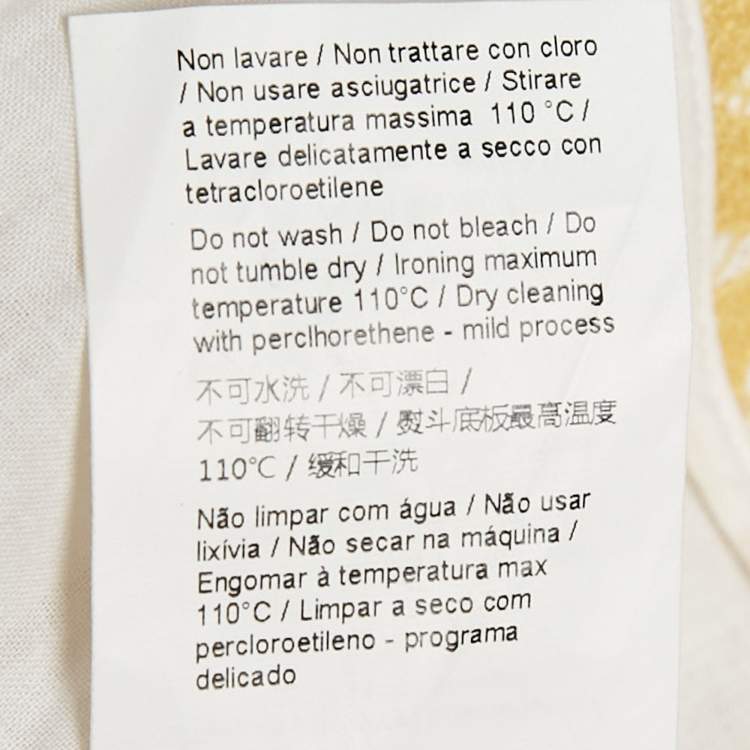 Non lavare / Non trattare con cloro
/ Non usare asciugatrice / Stirare
a temperatura massima 110 °C /
Lavare delicatamente a secco con
tetracloroetilene
Do not wash / Do not bleach / Do
not tumble dry / Ironing maximum
temperature 110°C / Dry cleaning
with perclhorethene - mild process
不可水洗 / 不可漂白 /
不可翻转干燥 / 熨斗底板最高温度
110℃ / 缓和干洗
Não limpar com água / Não usar
lixívia / Não secar na máquina /
Engomar à temperatura max
110°C / Limpar a seco com
percloroetileno - programa
delicado